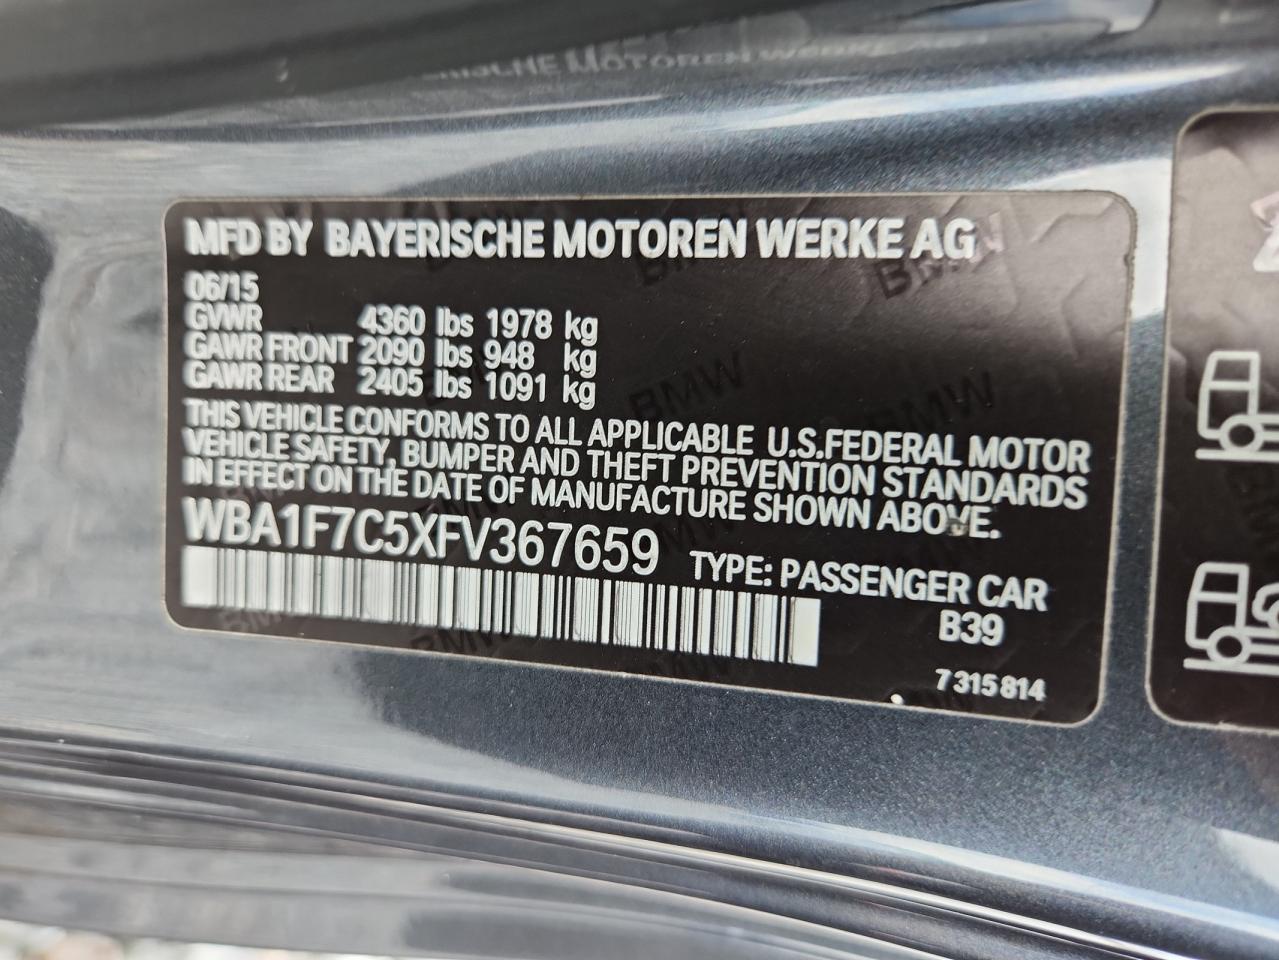 MFD BY BAYERISCHE MOTOREN WERKE AG
06/15
GVWR 4360 lbs 1978 kg
GAWR FRONT 2090 lbs 948 kg
GAWR REAR 2405 lbs 1091 kg
THIS VEHICLE CONFORMS TO ALL APPLICABLE U.S.FEDERAL MOTOR
VEHICLE SAFETY, BUMPER AND THEFT PREVENTION STANDARDS
IN EFFECT ON THE DATE OF MANUFACTURE SHOWN ABOVE.
WBA1F7C5XFV367659 TYPE: PASSENGER CAR
B39
7 315 814